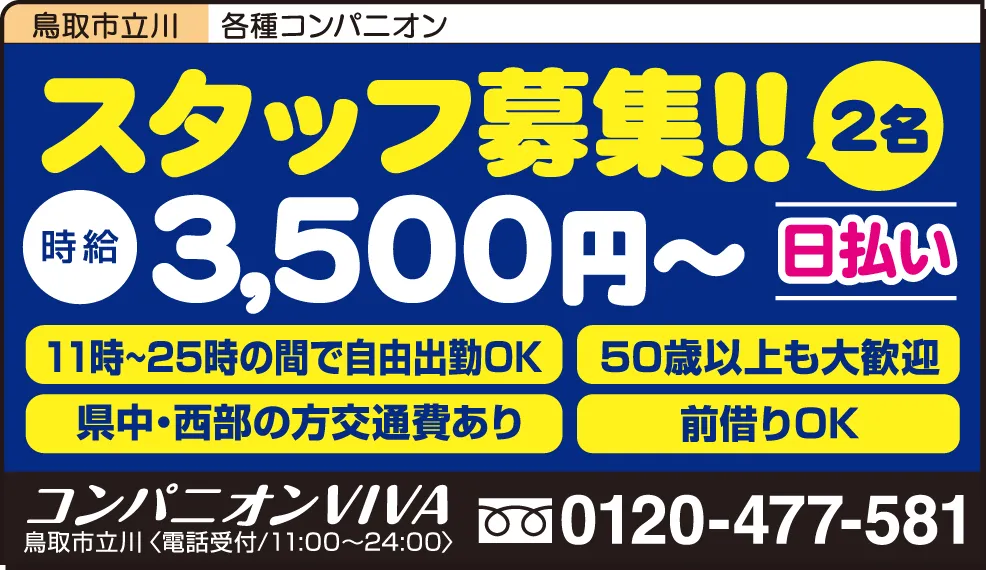 鳥取市立川 各種コンパニオン
スタッフ募集!! 2名
時給 3,500円〜 日払い
11時~25時の間で自由出勤OK 50歳以上も大歓迎
県中・西部の方交通費あり 前借りOK
コンパニオンVIVA 0120-477-581
鳥取市立川〈電話受付/11:00〜24:00〉